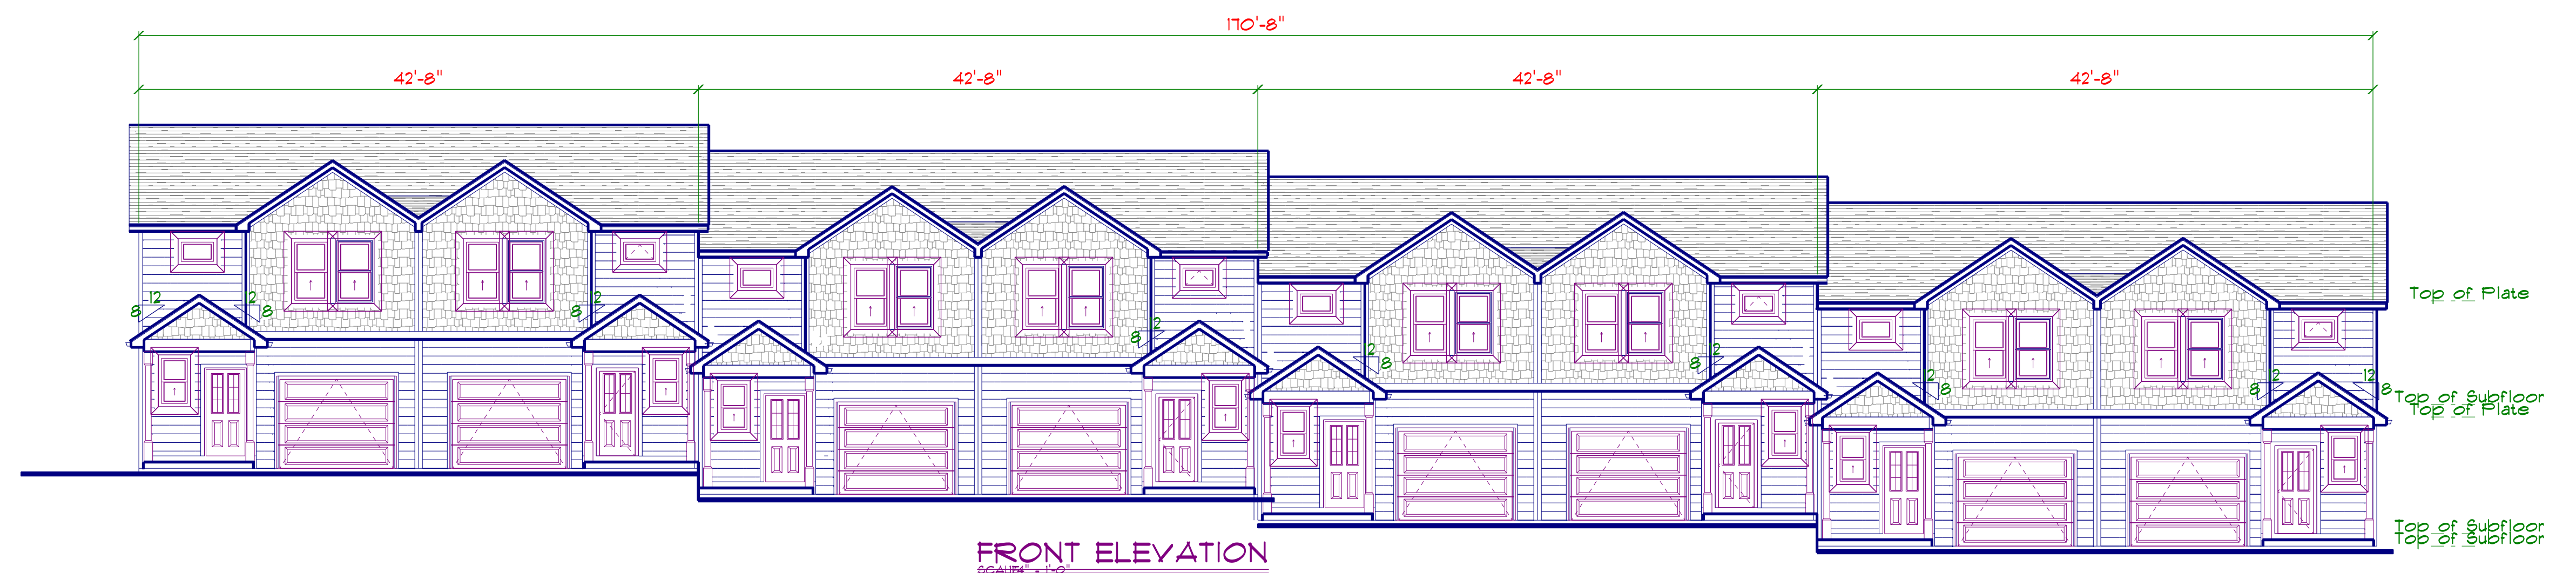 170'-8"
42'-8" 42'-8" 42'-8" 42'-8"
Top of Plate
12 12 12
8 8 8
12
8
12 12
8 8
12 12 12
8 8 8
Top of Subfloor
Top of Plate
Top of Subfloor
Top of Subfloor
FRONT ELEVATION